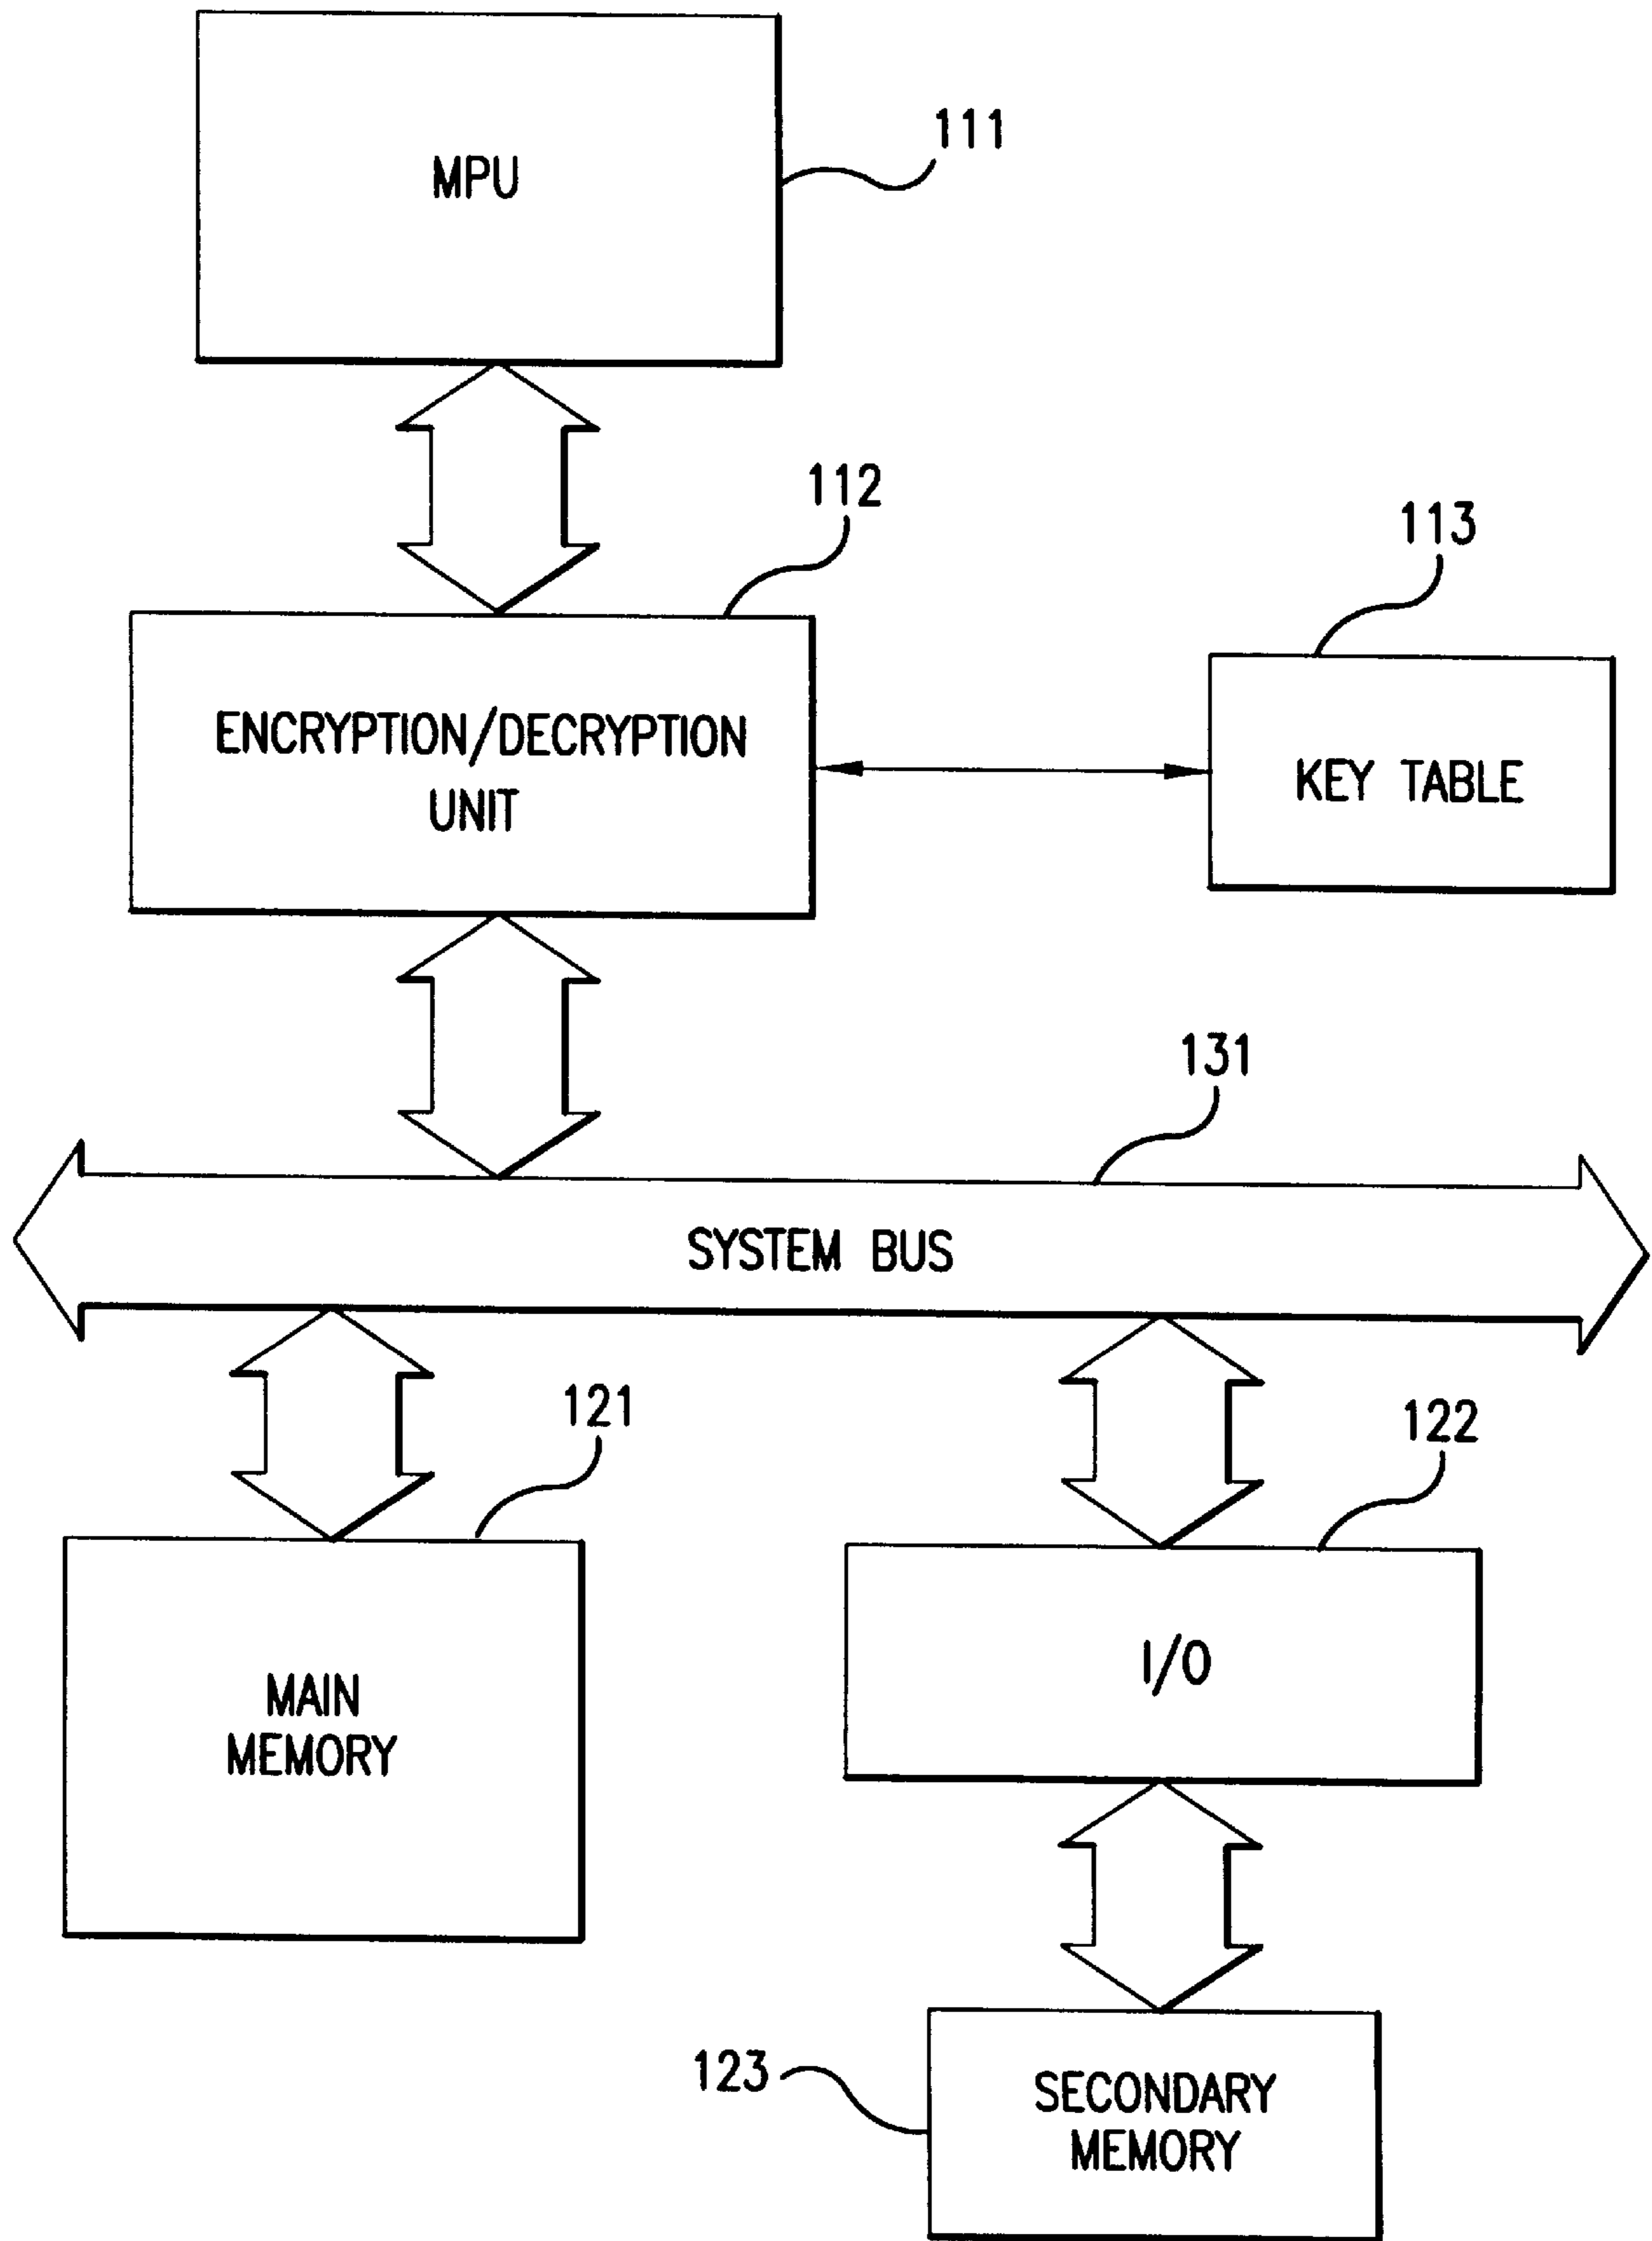 MPU
111
112
113
ENCRYPTION/DECRYPTION
UNIT
KEY TABLE
131
SYSTEM BUS
121
122
MAIN
MEMORY
I/O
123
SECONDARY
MEMORY